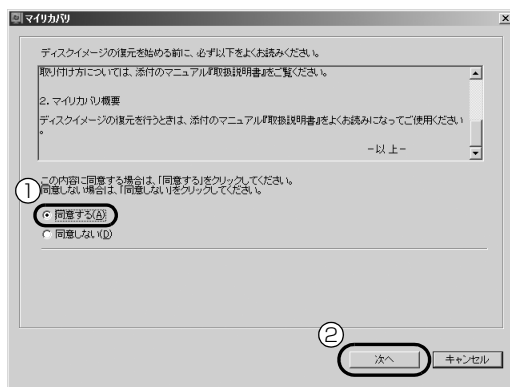 マイリカバリ
ディスクイメージの復元を始める前に、必ず以下をよくお読みください。
取り付け方については、添付のマニュアル『取扱説明書』をご覧ください。
2. マイリカバリ概要
ディスクイメージの復元を行うときは、添付のマニュアル『取扱説明書』をよくお読みになってご使用ください
。
－以 上－
この内容に同意する場合は、「同意する」をクリックしてください。
同意しない場合は、「同意しない」をクリックしてください。
①
同意する(A)
同意しない(D)
②
次へ
キャンセル